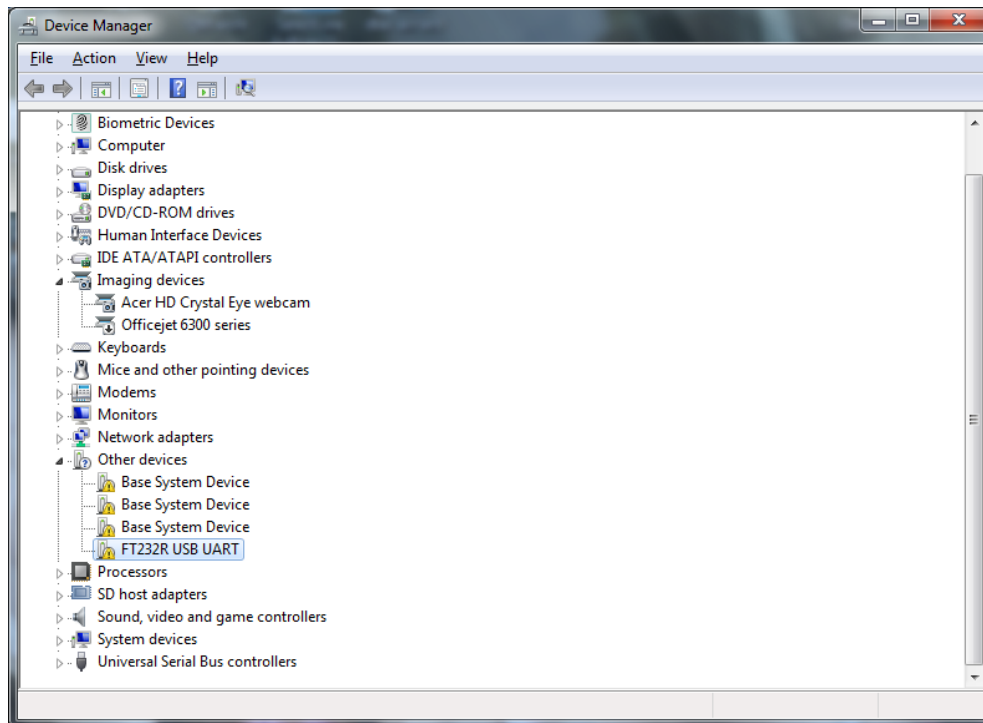 Device Manager
File Action View Help
Biometric Devices
Computer
Disk drives
Display adapters
DVD/CD-ROM drives
Human Interface Devices
IDE ATA/ATAPI controllers
Imaging devices
Acer HD Crystal Eye webcam
Officejet 6300 series
Keyboards
Mice and other pointing devices
Modems
Monitors
Network adapters
Other devices
Base System Device
Base System Device
Base System Device
FT232R USB UART
Processors
SD host adapters
Sound, video and game controllers
System devices
Universal Serial Bus controllers